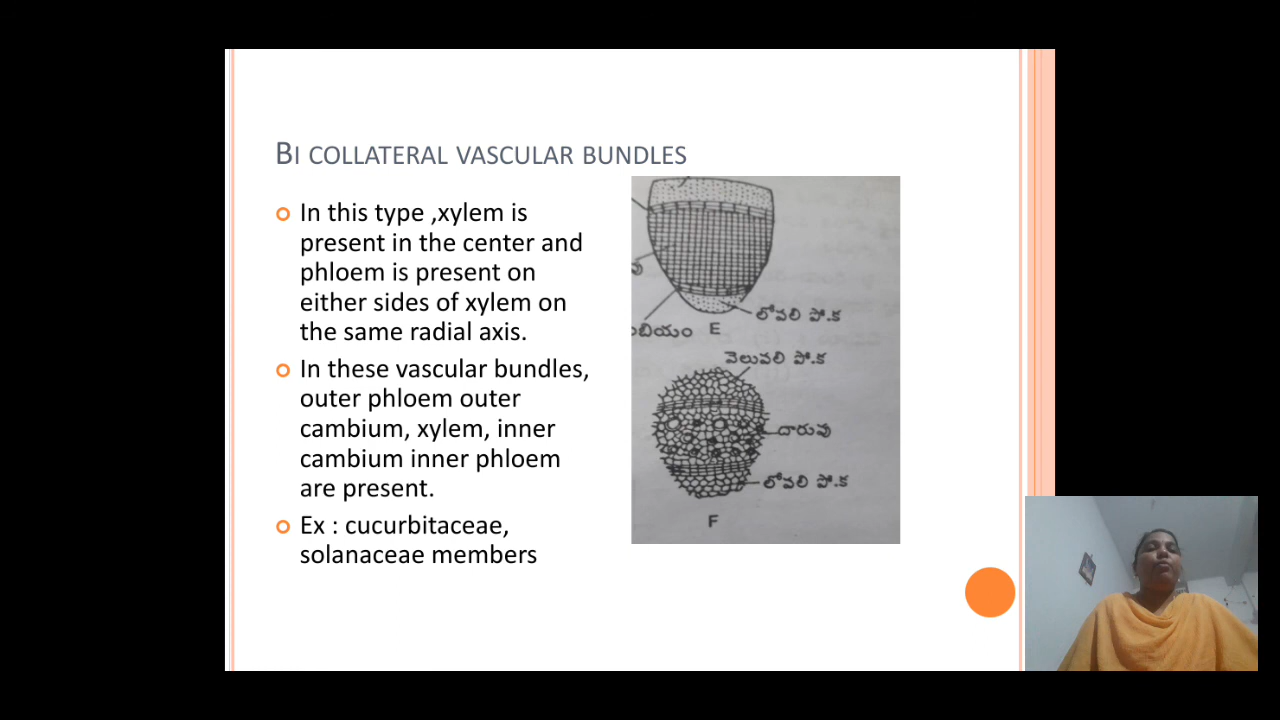 BI COLLATERAL VASCULAR BUNDLES
In this type ,xylem is
present in the center and
phloem is present on
either sides of xylem on
the same radial axis.
In these vascular bundles,
outer phloem outer
cambium, xylem, inner
cambium inner phloem
are present.
Ex : cucurbitaceae,
solanaceae members
లోపలి పో.క
E
వెలుపలి పో.క
దారువు
లోపలి పో.క
F